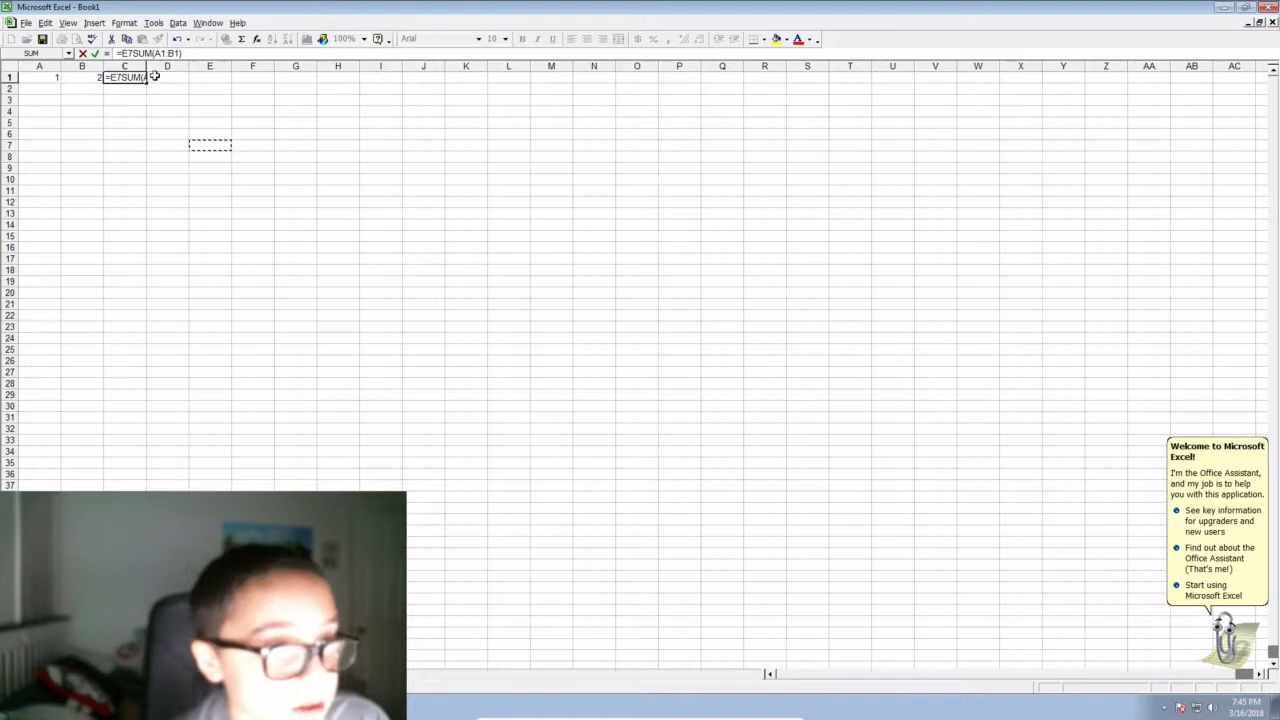 Microsoft Excel - Book1
File Edit View Insert Format Tools Data Window Help
100% Arial 10 B I U
SUM =E7SUM(A1:B1)
A B C D E F G H I J K L M N O P Q R S T U V W X Y Z AA AB AC
1 1 2 =E7SUM(A
2
3
4
5
6
7
8
9
10
11
12
13
14
15
16
17
18
19
20
21
22
23
24
25
26
27
28
29
30
31
32
33
34
35
36
37
Welcome to Microsoft
Excel!
I'm the Office Assistant,
and my job is to help
you with this application.
See key information
for upgraders and
new users
Find out about the
Office Assistant
(That's me!)
Start using
Microsoft Excel
7:45 PM
3/16/2018